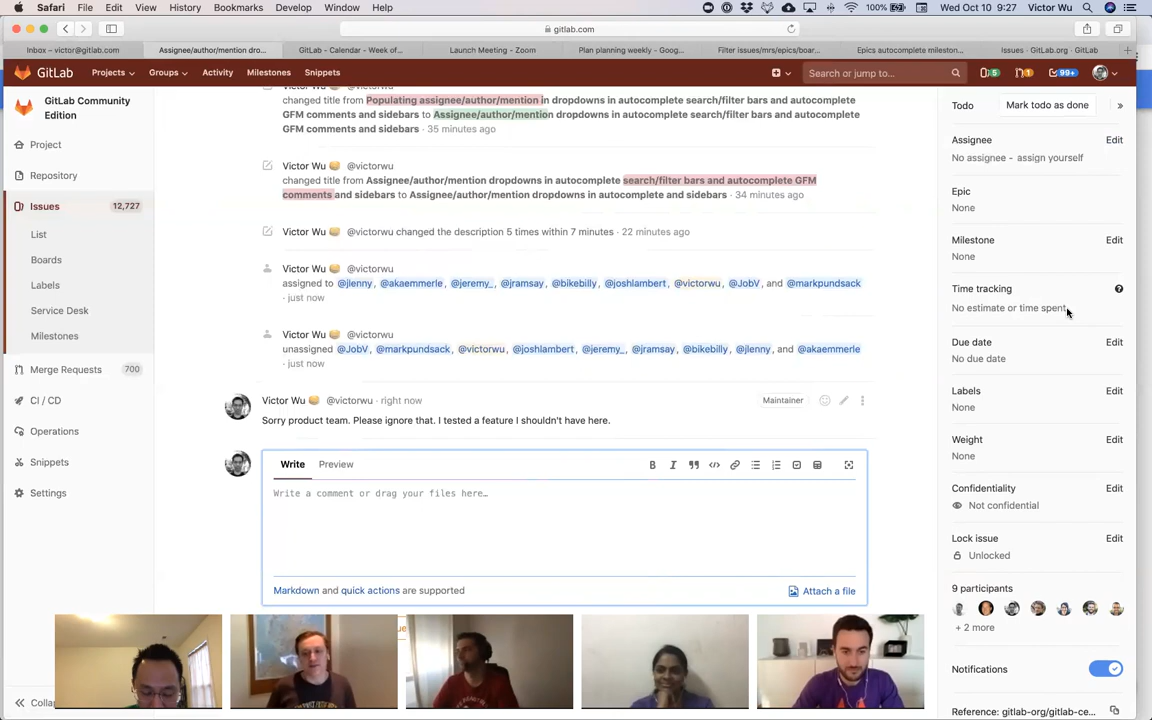 Safari File Edit View History Bookmarks Develop Window Help 100% Wed Oct 10 9:27 Victor Wu
gitlab.com
Inbox – victor@gitlab.com Assignee/author/mention dro... GitLab - Calendar - Week of... Launch Meeting - Zoom Plan planning weekly - Goog... Filter issues/mrs/epics/boar... Epics autocomplete mileston... Issues · GitLab.org · GitLab
GitLab Projects Groups Activity Milestones Snippets Search or jump to... 5 1 99+
GitLab Community
Edition
Project
Repository
Issues 12,727
List
Boards
Labels
Service Desk
Milestones
Merge Requests 700
CI / CD
Operations
Snippets
Settings
Victor Wu @victorwu
changed title from Populating assignee/author/mention in dropdowns in autocomplete search/filter bars and autocomplete
GFM comments and sidebars to Assignee/author/mention dropdowns in autocomplete search/filter bars and autocomplete
GFM comments and sidebars · 35 minutes ago
Victor Wu @victorwu
changed title from Assignee/author/mention dropdowns in autocomplete search/filter bars and autocomplete GFM
comments and sidebars to Assignee/author/mention dropdowns in autocomplete and sidebars · 34 minutes ago
Victor Wu @victorwu changed the description 5 times within 7 minutes · 22 minutes ago
Victor Wu @victorwu
assigned to @jlenny, @akaemmerle, @jeremy_, @jramsay, @bikebilly, @joshlambert, @victorwu, @JobV, and @markpundsack
· just now
Victor Wu @victorwu
unassigned @JobV, @markpundsack, @victorwu, @joshlambert, @jeremy_, @jramsay, @bikebilly, @jlenny, and @akaemmerle
· just now
Victor Wu @victorwu · right now Maintainer
Sorry product team. Please ignore that. I tested a feature I shouldn't have here.
Write Preview
Write a comment or drag your files here…
Markdown and quick actions are supported Attach a file
Todo Mark todo as done »
Assignee Edit
No assignee - assign yourself
Epic
None
Milestone Edit
None
Time tracking
No estimate or time spent
Due date Edit
No due date
Labels Edit
None
Weight Edit
None
Confidentiality Edit
Not confidential
Lock issue Edit
Unlocked
9 participants
+ 2 more
Notifications
Reference: gitlab-org/gitlab-ce...